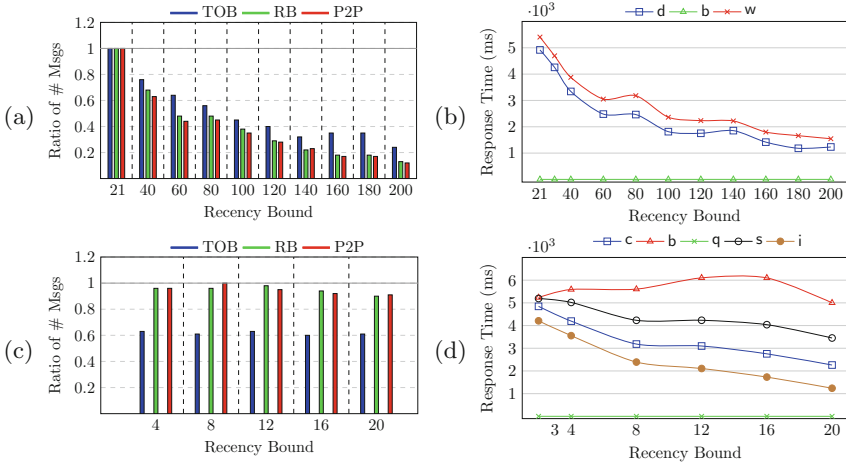 TOB RB P2P
1.2
1
0.8
0.6
0.4
0.2
Ratio of # Msgs
21 40 60 80 100 120 140 160 180 200
Recency Bound
(a)
·10³
d b w
5
4
3
2
1
Response Time (ms)
21 30 40 60 80 100 120 140 160 180 200
Recency Bound
(b)
TOB RB P2P
1.2
1
0.8
0.6
0.4
0.2
Ratio of # Msgs
4 8 12 16 20
Recency Bound
(c)
·10³
c b q s i
6
5
4
3
2
1
Response Time (ms)
3 4 8 12 16 20
Recency Bound
(d)